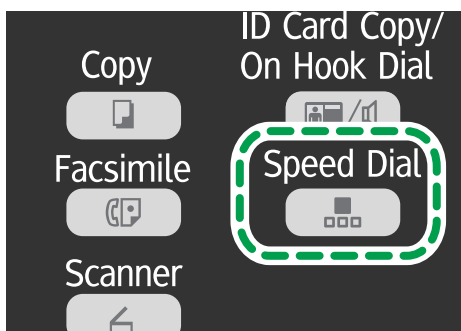 ID Card Copy/
Copy
On Hook Dial
Facsimile
Speed Dial
Scanner